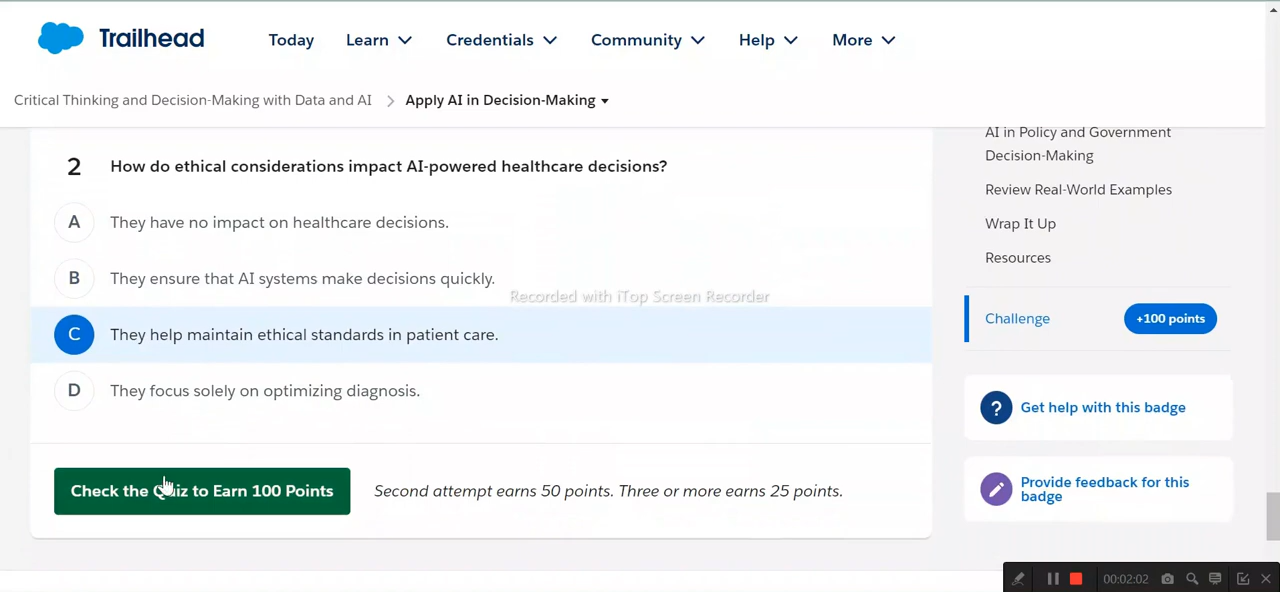 Trailhead
Today Learn Credentials Community Help More
Critical Thinking and Decision-Making with Data and AI > Apply AI in Decision-Making
2 How do ethical considerations impact AI-powered healthcare decisions?
A They have no impact on healthcare decisions.
B They ensure that AI systems make decisions quickly.
Recorded with iTop Screen Recorder
C They help maintain ethical standards in patient care.
D They focus solely on optimizing diagnosis.
Check the Quiz to Earn 100 Points
Second attempt earns 50 points. Three or more earns 25 points.
AI in Policy and Government
Decision-Making
Review Real-World Examples
Wrap It Up
Resources
Challenge +100 points
? Get help with this badge
Provide feedback for this
badge
00:02:02